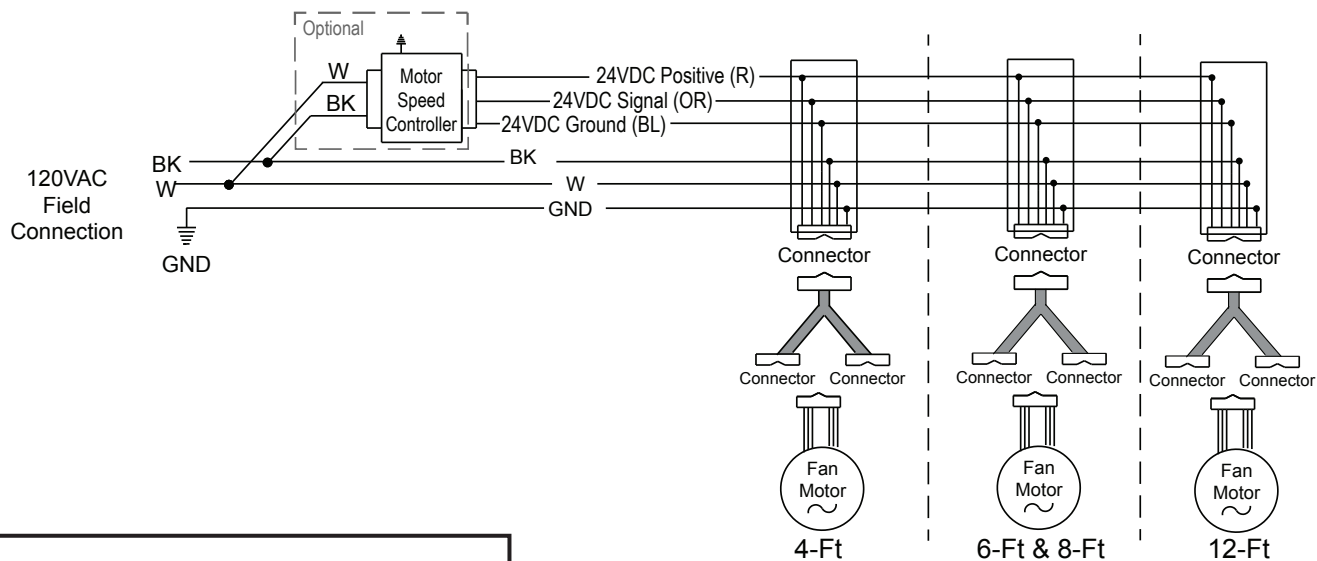 Optional
W
BK
Motor
Speed
Controller
24VDC Positive (R)
24VDC Signal (OR)
24VDC Ground (BL)
120VAC
Field
Connection
BK
W
GND
BK
W
GND
Connector
Connector
Connector
Connector Connector
Connector Connector
Connector Connector
Fan
Motor
Fan
Motor
Fan
Motor
4-Ft
6-Ft & 8-Ft
12-Ft